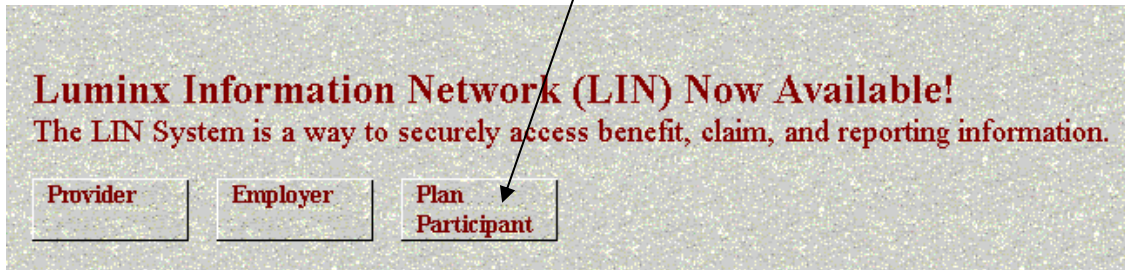 Luminx Information Network (LIN) Now Available!
The LIN System is a way to securely access benefit, claim, and reporting information.
Provider
Employer
Plan
Participant